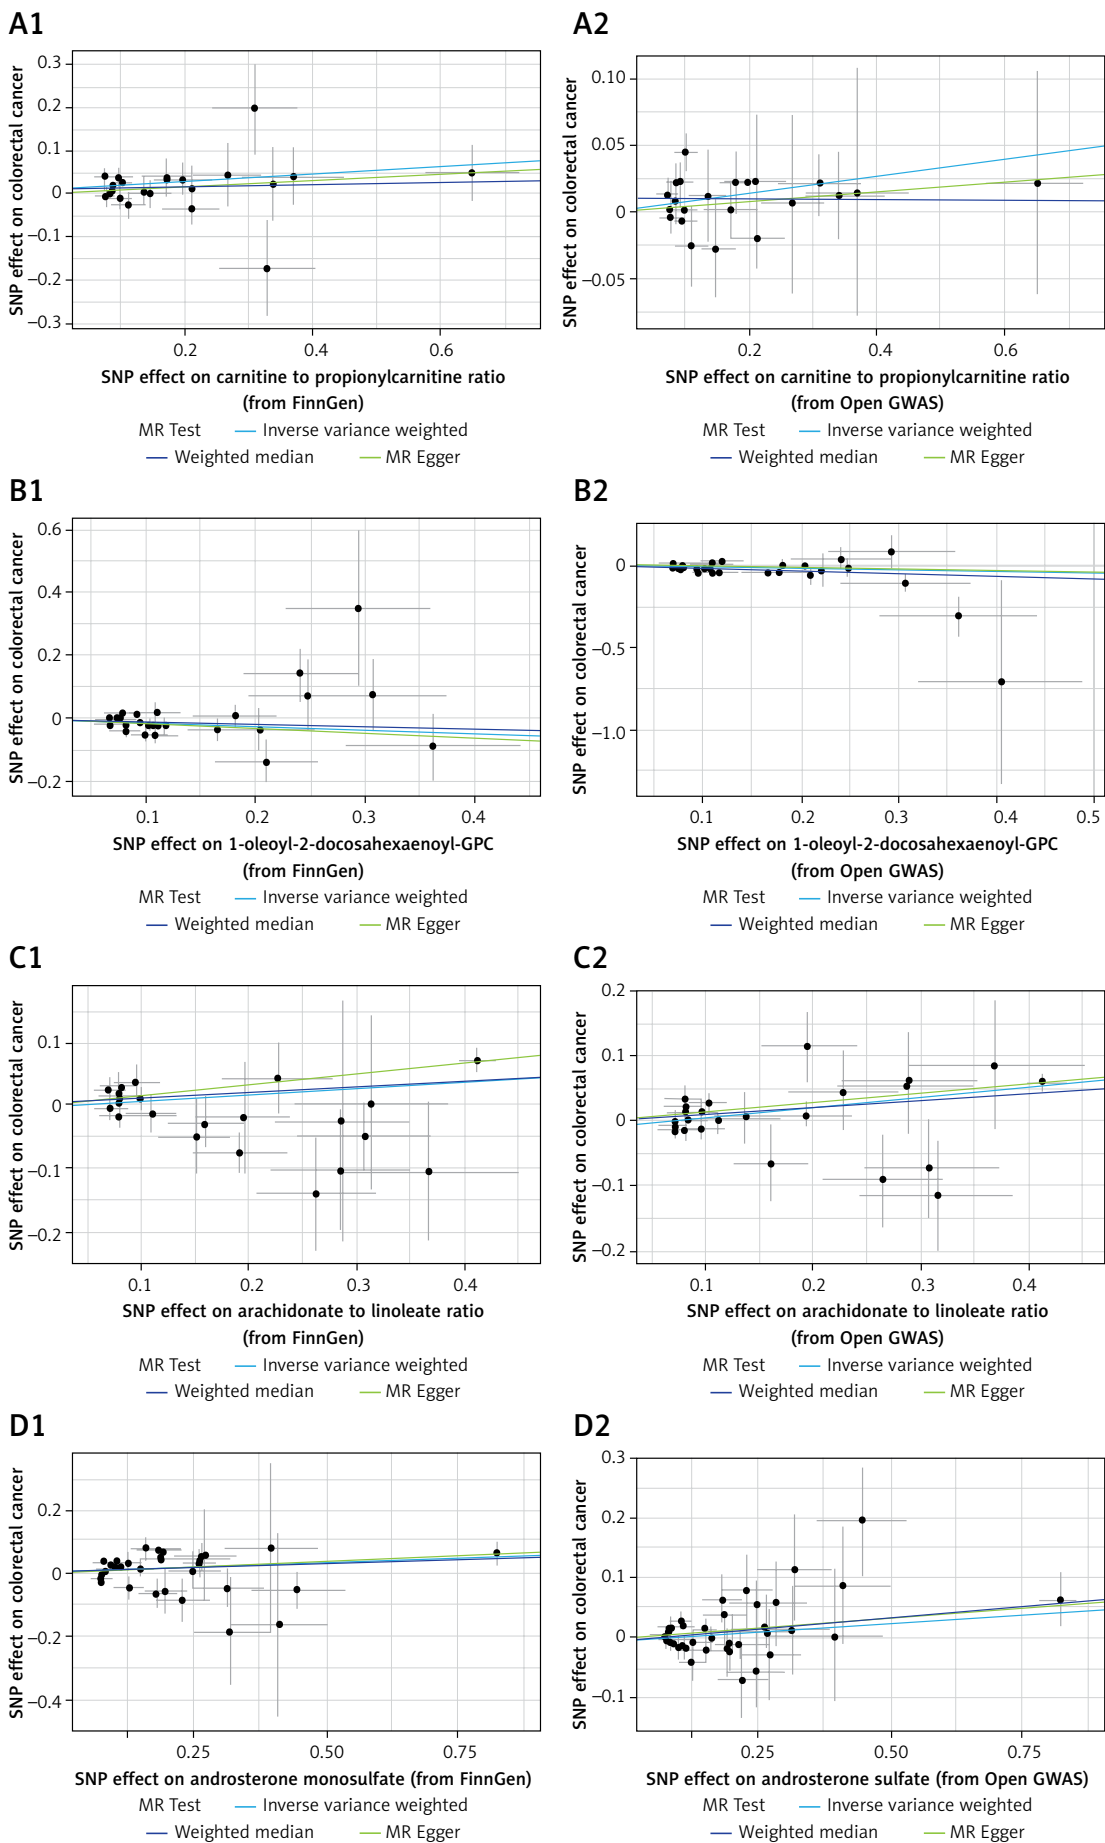 A1
SNP effect on colorectal cancer
0.3
0.2
0.1
0
−0.1
−0.2
−0.3
0.2 0.4 0.6
SNP effect on carnitine to propionylcarnitine ratio
(from FinnGen)
MR Test Inverse variance weighted
Weighted median MR Egger
A2
SNP effect on colorectal cancer
0.10
0.05
0
−0.05
0.2 0.4 0.6
SNP effect on carnitine to propionylcarnitine ratio
(from Open GWAS)
MR Test Inverse variance weighted
Weighted median MR Egger
B1
SNP effect on colorectal cancer
0.6
0.4
0.2
0
−0.2
0.1 0.2 0.3 0.4
SNP effect on 1-oleoyl-2-docosahexaenoyl-GPC
(from FinnGen)
MR Test Inverse variance weighted
Weighted median MR Egger
B2
SNP effect on colorectal cancer
0
−0.5
−1.0
0.1 0.2 0.3 0.4 0.5
SNP effect on 1-oleoyl-2-docosahexaenoyl-GPC
(from Open GWAS)
MR Test Inverse variance weighted
Weighted median MR Egger
C1
SNP effect on colorectal cancer
0.1
0
−0.1
−0.2
0.1 0.2 0.3 0.4
SNP effect on arachidonate to linoleate ratio
(from FinnGen)
MR Test Inverse variance weighted
Weighted median MR Egger
C2
SNP effect on colorectal cancer
0.2
0.1
0
−0.1
−0.2
0.1 0.2 0.3 0.4
SNP effect on arachidonate to linoleate ratio
(from Open GWAS)
MR Test Inverse variance weighted
Weighted median MR Egger
D1
SNP effect on colorectal cancer
0.2
0
−0.2
−0.4
0.25 0.50 0.75
SNP effect on androsterone monosulfate (from FinnGen)
MR Test Inverse variance weighted
Weighted median MR Egger
D2
SNP effect on colorectal cancer
0.3
0.2
0.1
0
−0.1
0.25 0.50 0.75
SNP effect on androsterone sulfate (from Open GWAS)
MR Test Inverse variance weighted
Weighted median MR Egger